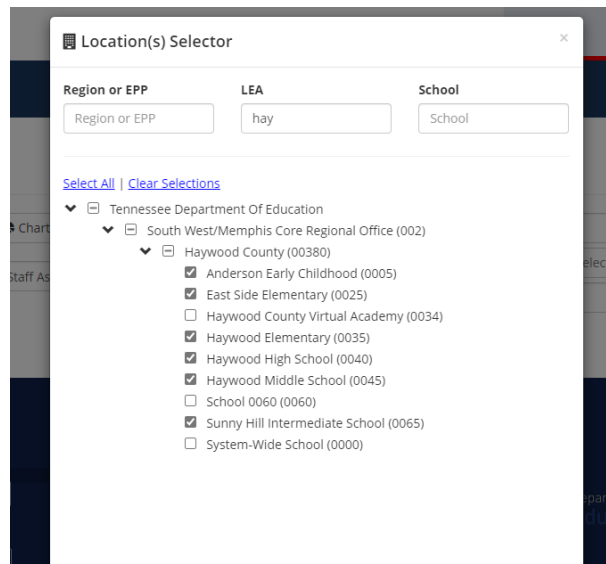 Location(s) Selector ×
Region or EPP LEA School
Region or EPP hay School
Select All | Clear Selections
Tennessee Department Of Education
South West/Memphis Core Regional Office (002)
Haywood County (00380)
Anderson Early Childhood (0005)
East Side Elementary (0025)
Haywood County Virtual Academy (0034)
Haywood Elementary (0035)
Haywood High School (0040)
Haywood Middle School (0045)
School 0060 (0060)
Sunny Hill Intermediate School (0065)
System-Wide School (0000)
Chart
Staff As
elec
epar
du